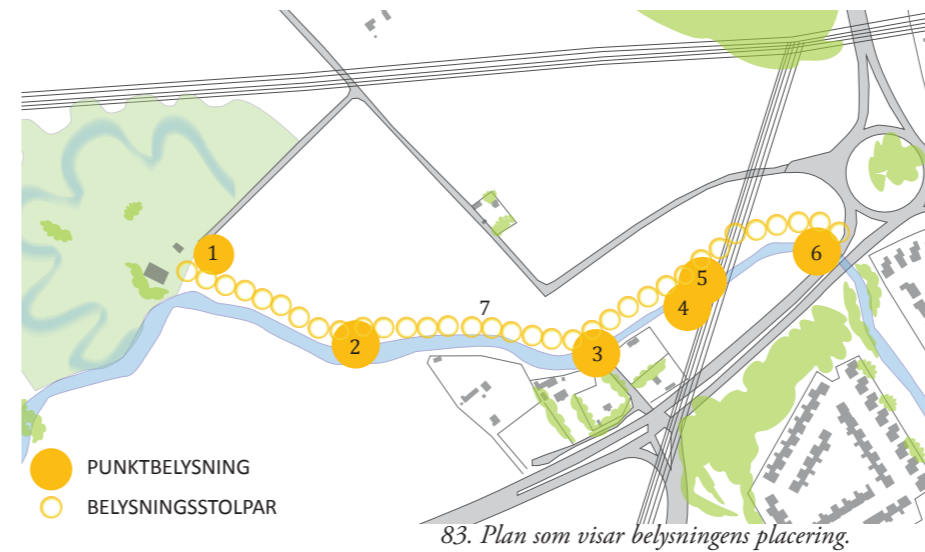 1
7
2
3
4
5
6
PUNKTBELYSNING
BELYSNINGSSTOLPAR
83. Plan som visar belysningens placering.